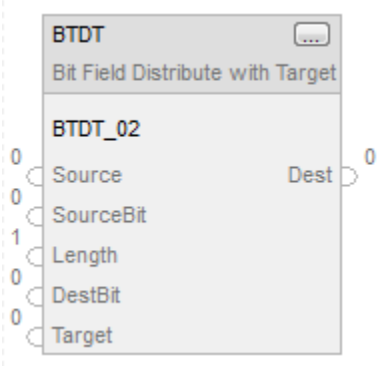 BTDT ...
Bit Field Distribute with Target
BTDT_02
0 Source Dest 0
0 SourceBit
1 Length
0 DestBit
0 Target